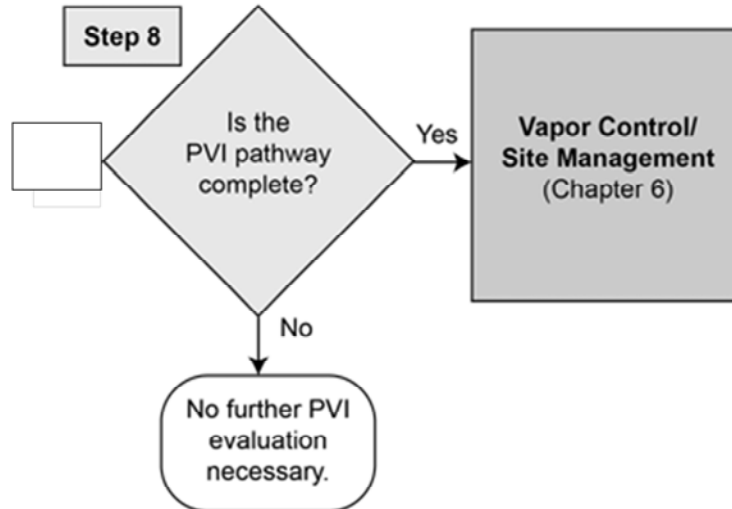 Step 8
Is the
PVI pathway
complete?
Yes
Vapor Control/
Site Management
(Chapter 6)
No
No further PVI
evaluation
necessary.